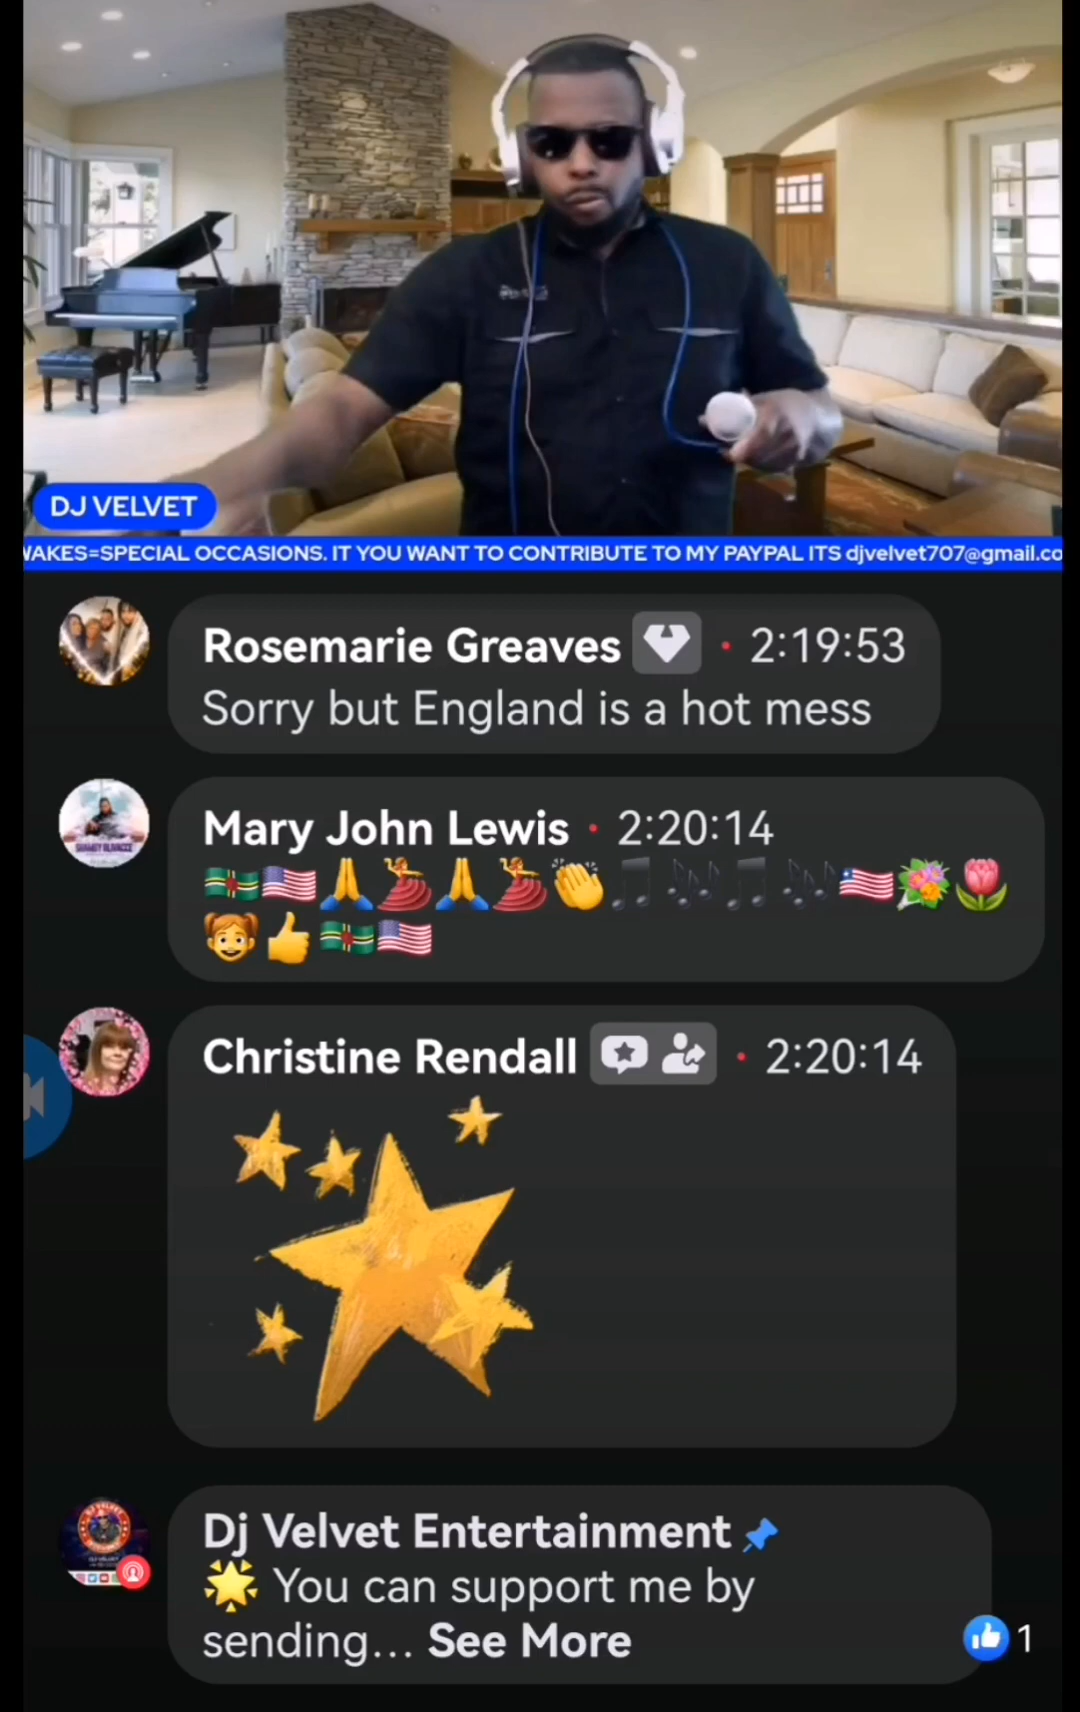 DJ VELVET
WAKES=SPECIAL OCCASIONS. IT YOU WANT TO CONTRIBUTE TO MY PAYPAL ITS djvelvet707@gmail.co
Rosemarie Greaves · 2:19:53
Sorry but England is a hot mess
Mary John Lewis · 2:20:14
🇩🇲🇺🇸🙏💃🙏💃👏🎵🎶🎵🎶🇱🇷💐🌷
👧👍🇩🇲🇺🇸
Christine Rendall · 2:20:14
Dj Velvet Entertainment
🌟 You can support me by
sending... See More
1